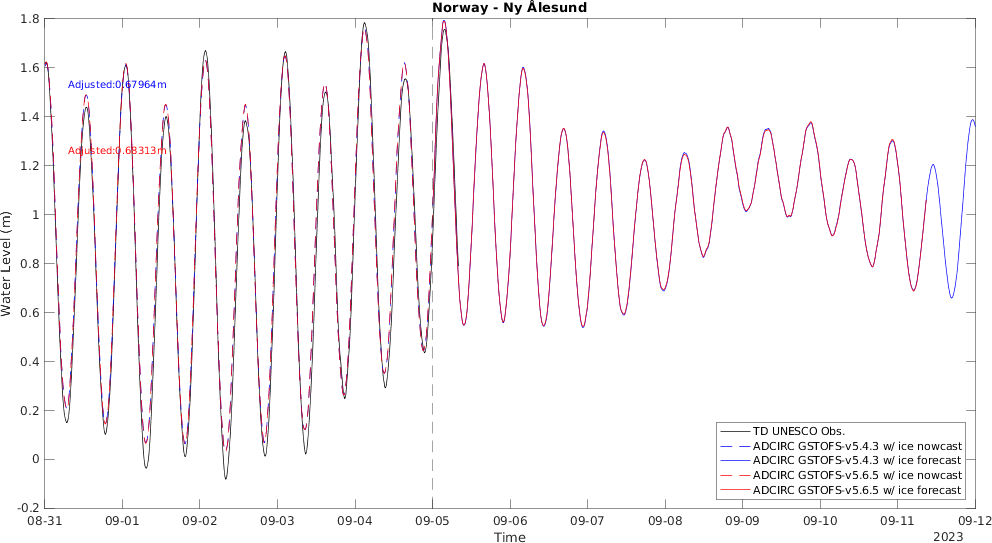 Norway - Ny Ålesund
1.8
1.6
1.4
1.2
1
0.8
0.6
0.4
0.2
0
-0.2
Water Level (m)
Adjusted:0.67964m
Adjusted:0.68313m
TD UNESCO Obs.
ADCIRC GSTOFS-v5.4.3 w/ ice nowcast
ADCIRC GSTOFS-v5.4.3 w/ ice forecast
ADCIRC GSTOFS-v5.6.5 w/ ice nowcast
ADCIRC GSTOFS-v5.6.5 w/ ice forecast
08-31 09-01 09-02 09-03 09-04 09-05 09-06 09-07 09-08 09-09 09-10 09-11 09-12
Time
2023